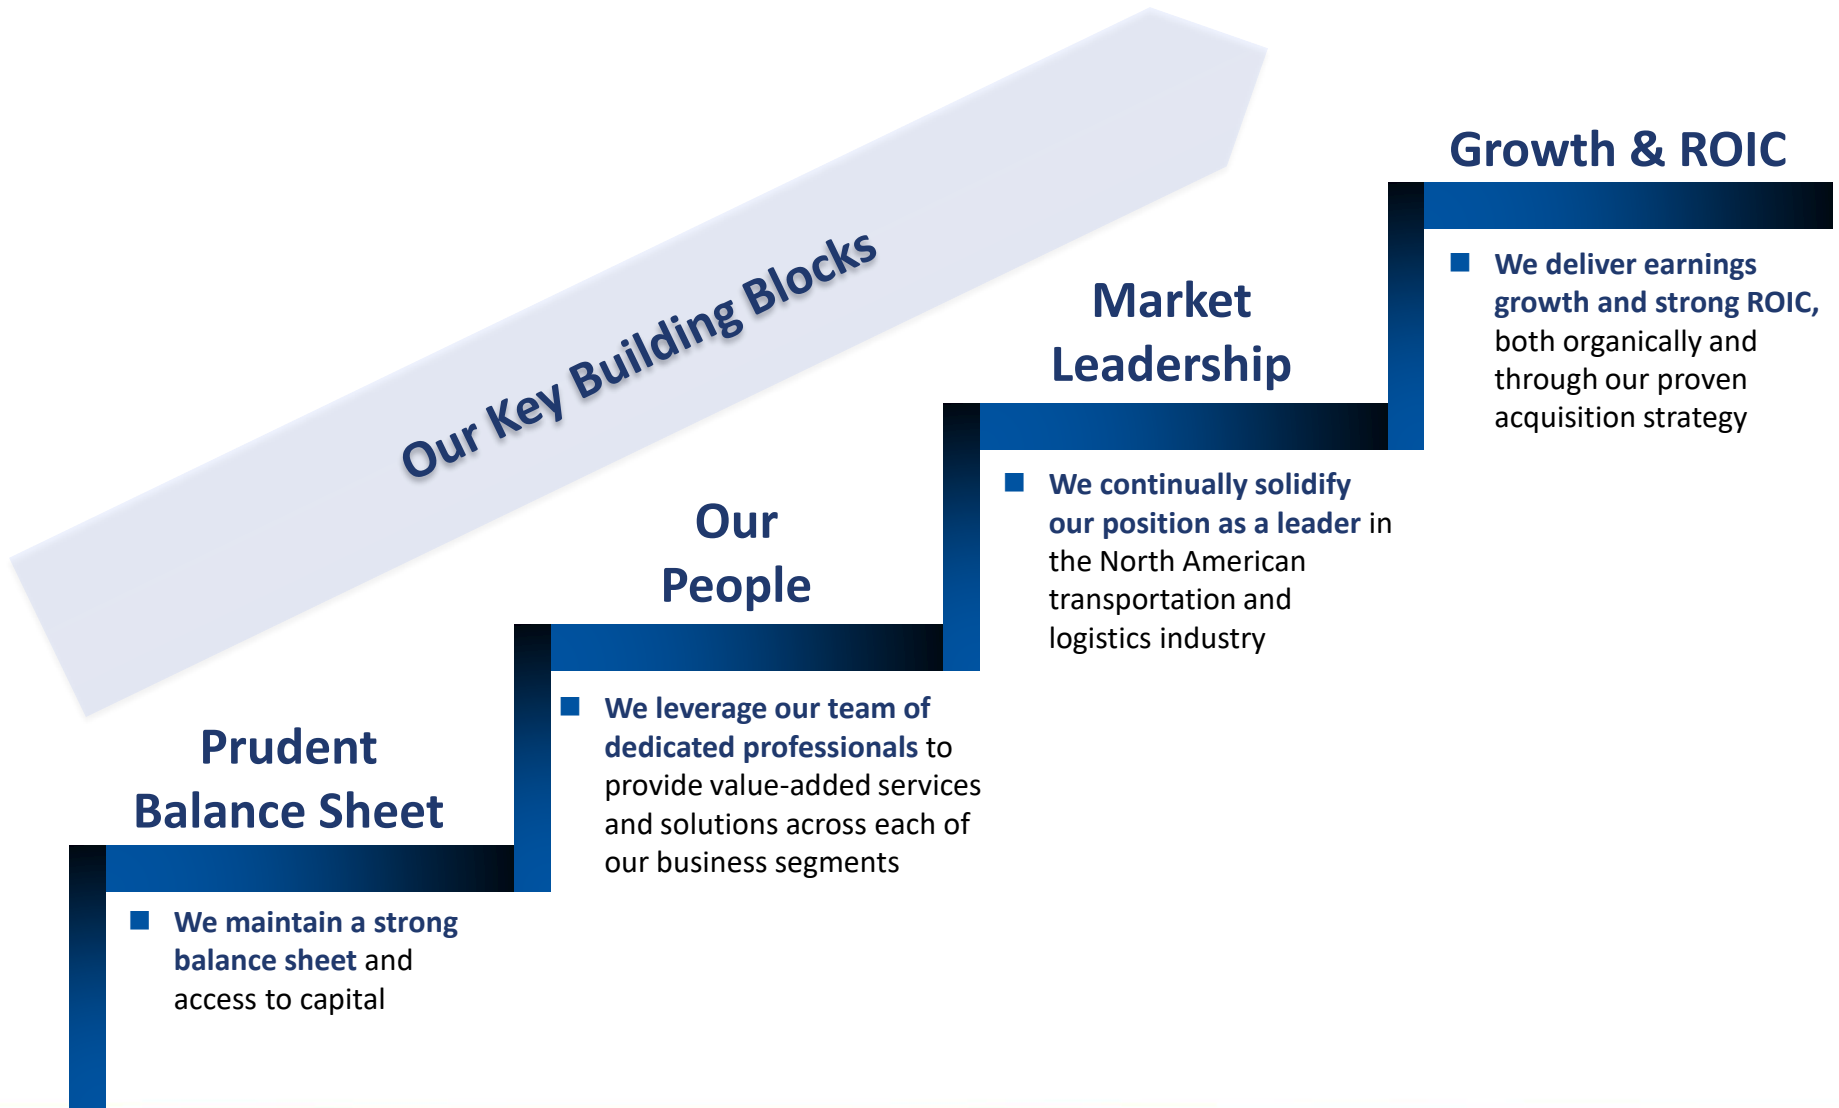 Our Key Building Blocks
Prudent
Balance Sheet
We maintain a strong
balance sheet and
access to capital
Our
People
We leverage our team of
dedicated professionals to
provide value-added services
and solutions across each of
our business segments
Market
Leadership
We continually solidify
our position as a leader in
the North American
transportation and
logistics industry
Growth & ROIC
We deliver earnings
growth and strong ROIC,
both organically and
through our proven
acquisition strategy